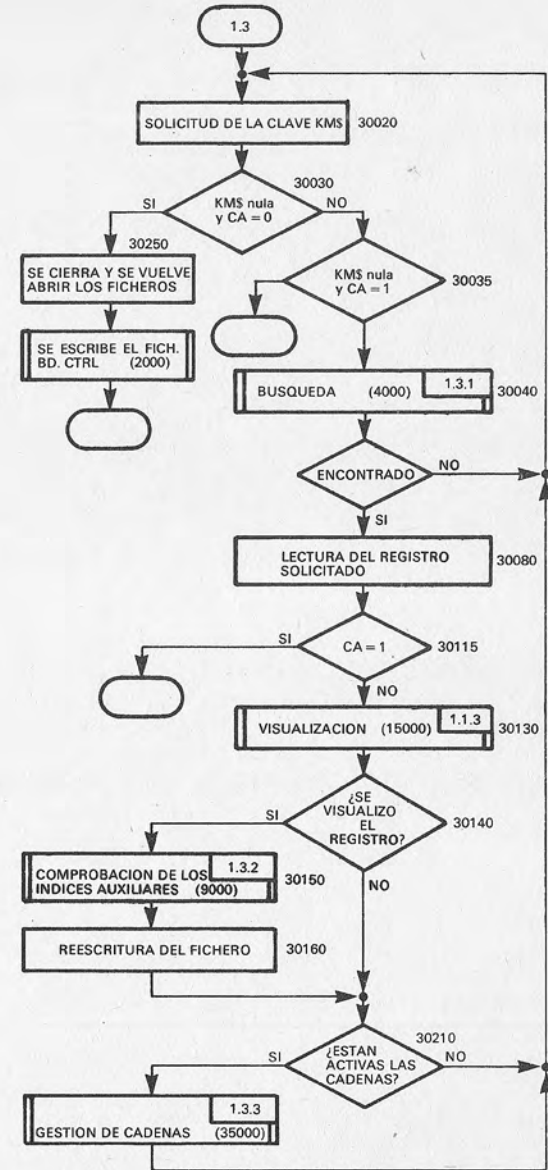 1.3
SOLICITUD DE LA CLAVE KM$ 30020
30030
SI
KM$ nula
y CA = 0
NO
30250
SE CIERRA Y SE VUELVE
ABRIR LOS FICHEROS
KM$ nula
y CA = 1
30035
SE ESCRIBE EL FICH.
BD. CTRL (2000)
1.3.1
BUSQUEDA (4000)
30040
ENCONTRADO
NO
SI
LECTURA DEL REGISTRO
SOLICITADO
30080
SI
CA = 1
30115
NO
1.1.3
VISUALIZACION (15000)
30130
¿SE
VISUALIZO
EL
REGISTRO?
SI
30140
NO
1.3.2
COMPROBACION DE LOS
INDICES AUXILIARES (9000)
30150
REESCRITURA DEL FICHERO
30160
30210
SI
¿ESTAN
ACTIVAS LAS
CADENAS?
NO
1.3.3
GESTION DE CADENAS (35000)